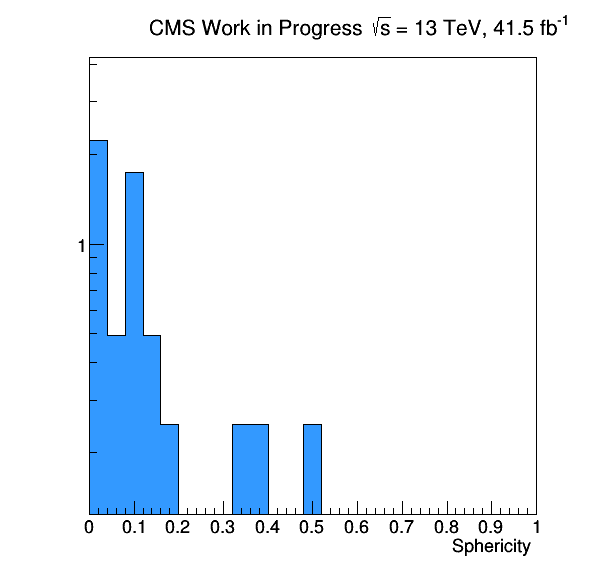 CMS Work in Progress √s = 13 TeV, 41.5 fb⁻¹
1
0 0.1 0.2 0.3 0.4 0.5 0.6 0.7 0.8 0.9 1
Sphericity